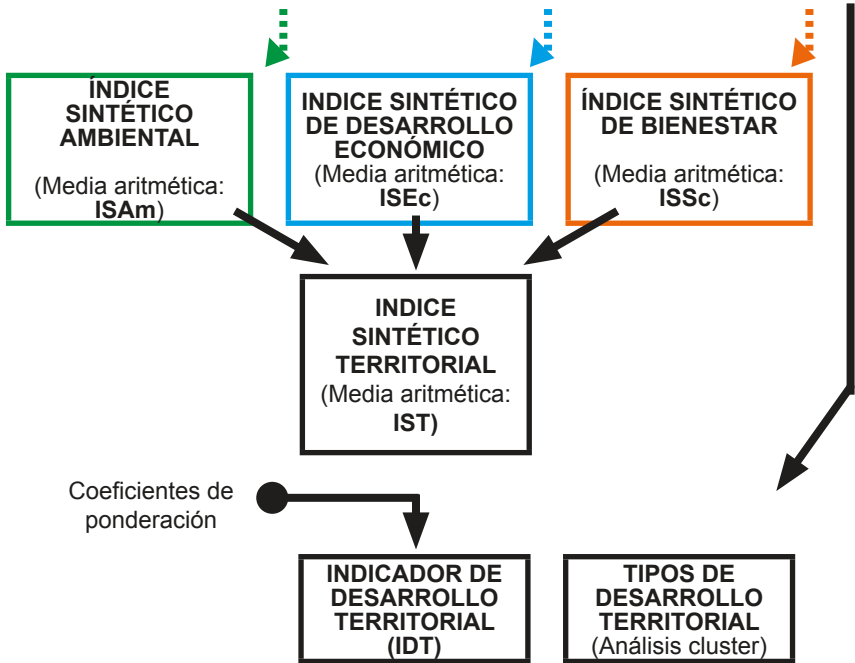 ÍNDICE
SINTÉTICO
AMBIENTAL
(Media aritmética:
ISAm)
INDICE SINTÉTICO
DE DESARROLLO
ECONÓMICO
(Media aritmética:
ISEc)
ÍNDICE SINTÉTICO
DE BIENESTAR
(Media aritmética:
ISSc)
INDICE
SINTÉTICO
TERRITORIAL
(Media aritmética:
IST)
Coeficientes de
ponderación
INDICADOR DE
DESARROLLO
TERRITORIAL
(IDT)
TIPOS DE
DESARROLLO
TERRITORIAL
(Análisis cluster)